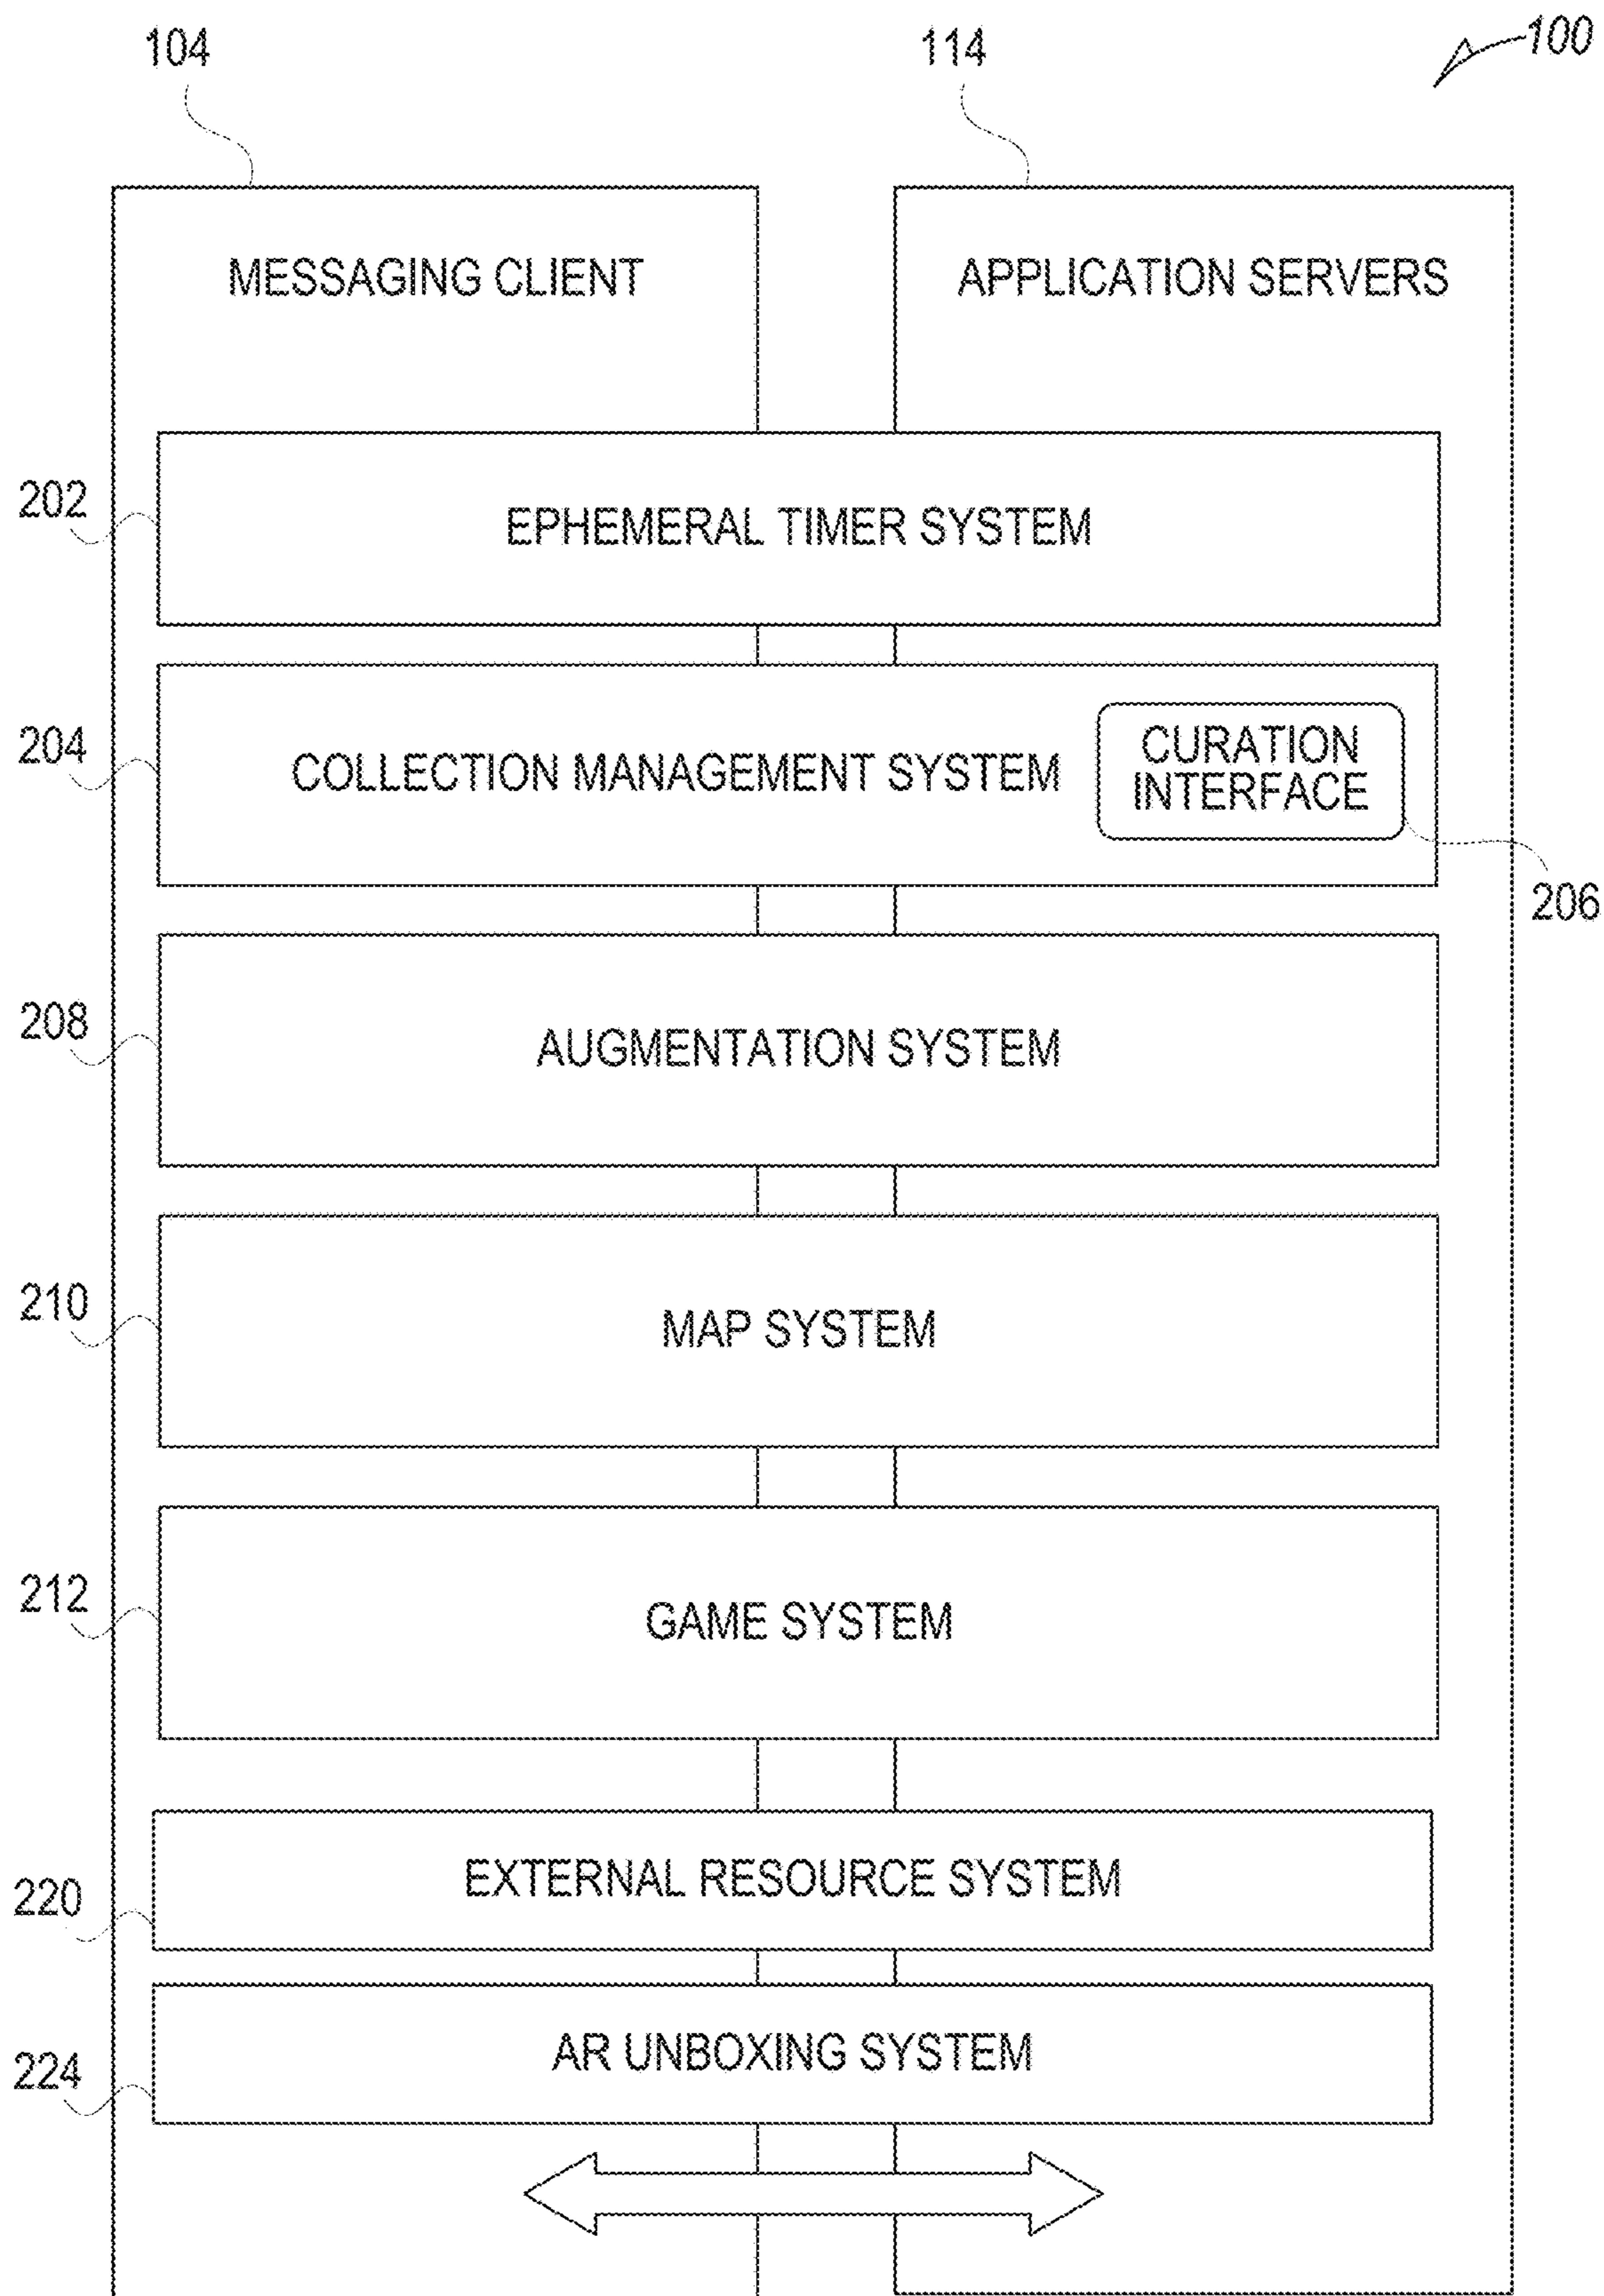 104
114
100
MESSAGING CLIENT
APPLICATION SERVERS
202
EPHEMERAL TIMER SYSTEM
204
COLLECTION MANAGEMENT SYSTEM
CURATION
INTERFACE
206
208
AUGMENTATION SYSTEM
210
MAP SYSTEM
212
GAME SYSTEM
220
EXTERNAL RESOURCE SYSTEM
224
AR UNBOXING SYSTEM